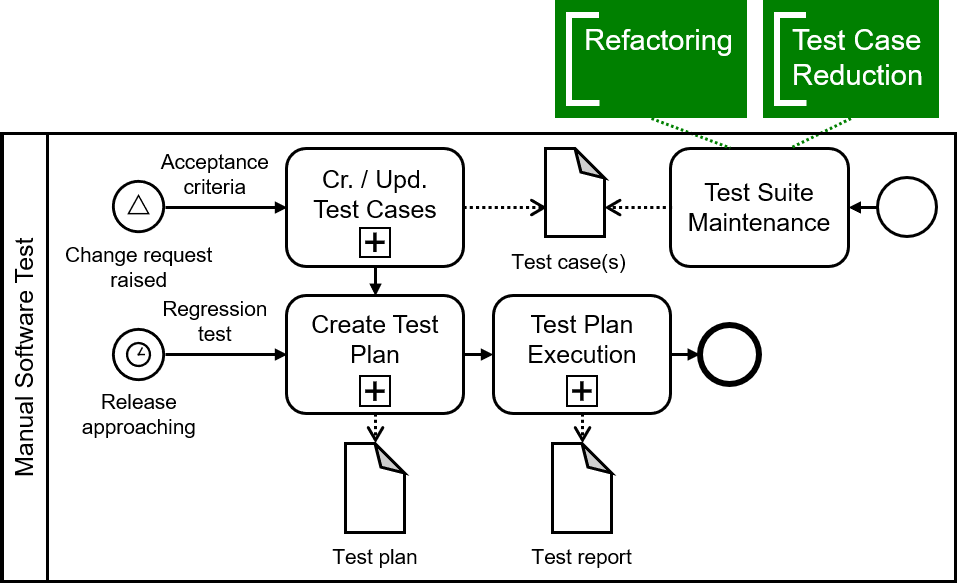 Refactoring
Test Case
Reduction
Manual Software Test
Acceptance
criteria
Change request
raised
Cr. / Upd.
Test Cases
Test case(s)
Test Suite
Maintenance
Regression
test
Release
approaching
Create Test
Plan
Test Plan
Execution
Test plan
Test report